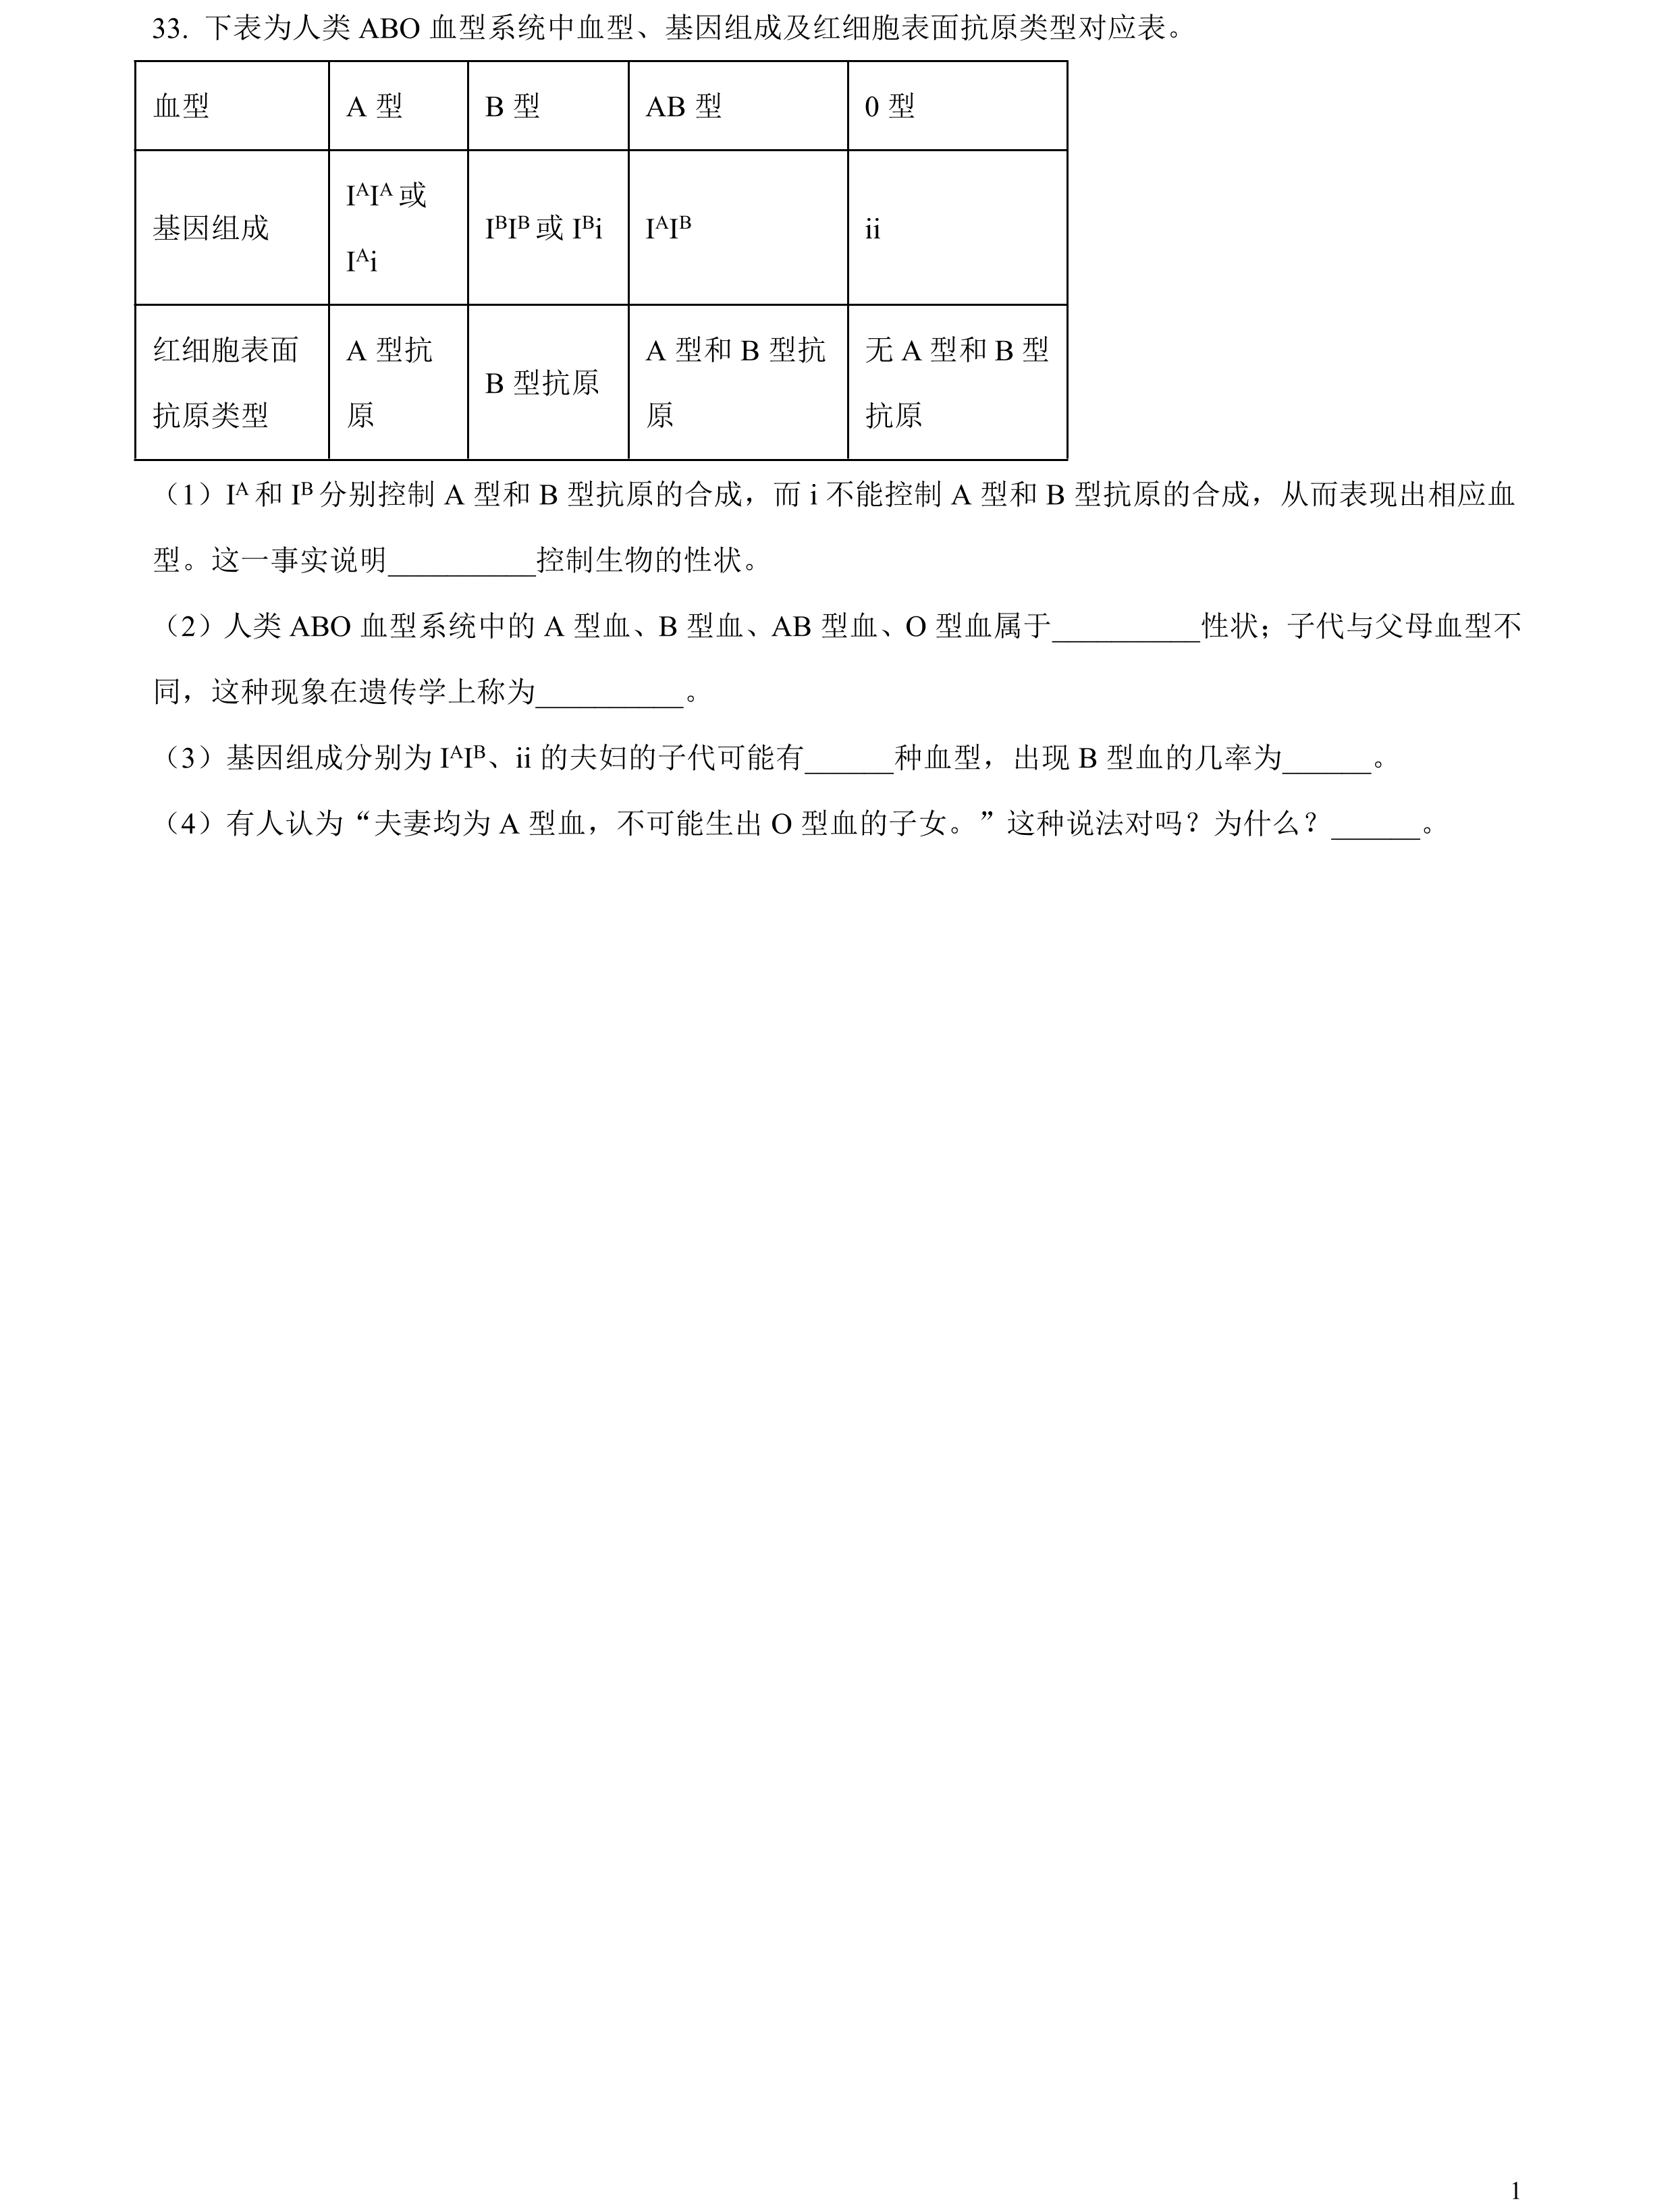 33. 下表为人类 ABO 血型系统中血型、基因组成及红细胞表面抗原类型对应表。
血型 A 型 B 型 AB 型 0 型
基因组成 IᴬIᴬ 或 Iᴬi IᴮIᴮ 或 Iᴮi IᴬIᴮ ii
红细胞表面抗原类型 A 型抗原 B 型抗原 A 型和 B 型抗原 无 A 型和 B 型抗原
（1）Iᴬ 和 Iᴮ 分别控制 A 型和 B 型抗原的合成，而 i 不能控制 A 型和 B 型抗原的合成，从而表现出相应血
型。这一事实说明__________控制生物的性状。
（2）人类 ABO 血型系统中的 A 型血、B 型血、AB 型血、O 型血属于__________性状；子代与父母血型不
同，这种现象在遗传学上称为__________。
（3）基因组成分别为 IᴬIᴮ、ii 的夫妇的子代可能有______种血型，出现 B 型血的几率为______。
（4）有人认为“夫妻均为 A 型血，不可能生出 O 型血的子女。”这种说法对吗？为什么？______。
1